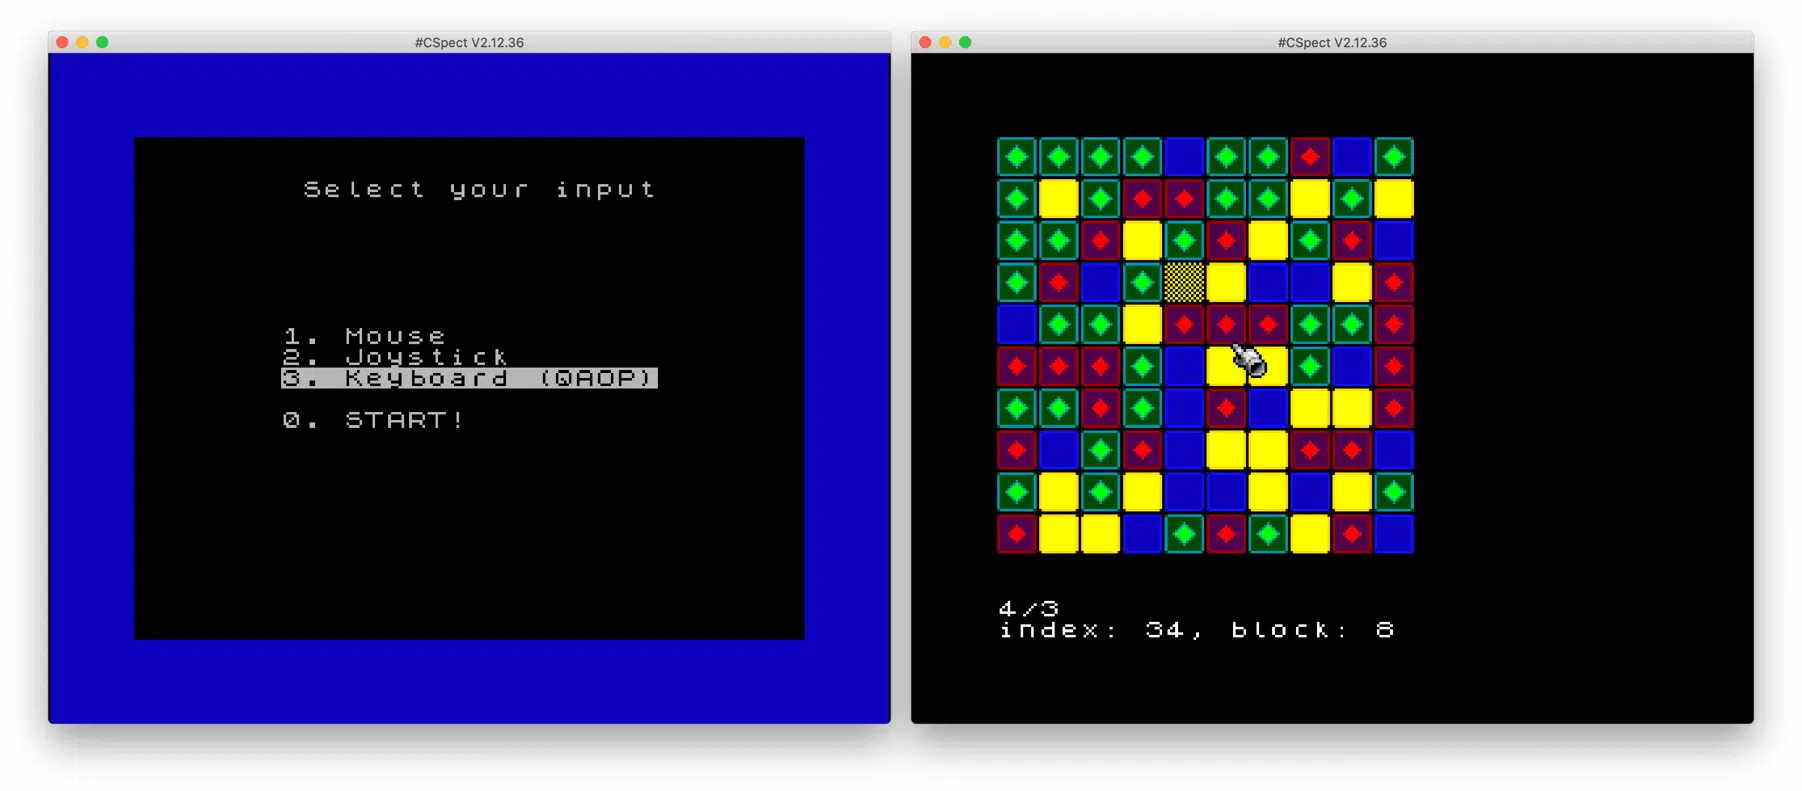 #CSpect V2.12.36
Select your input
1. Mouse
2. Joystick
3. Keyboard (QAOP)
0. START!
#CSpect V2.12.36
4/3
index: 34, block: 8